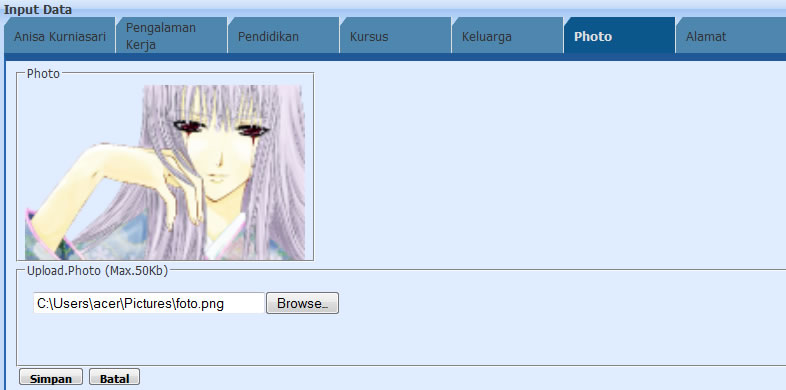 Input Data
Anisa Kurniasari
Pengalaman
Kerja
Pendidikan
Kursus
Keluarga
Photo
Alamat
Photo
Upload.Photo (Max.50Kb)
C:\Users\acer\Pictures\foto.png
Browse...
Simpan
Batal